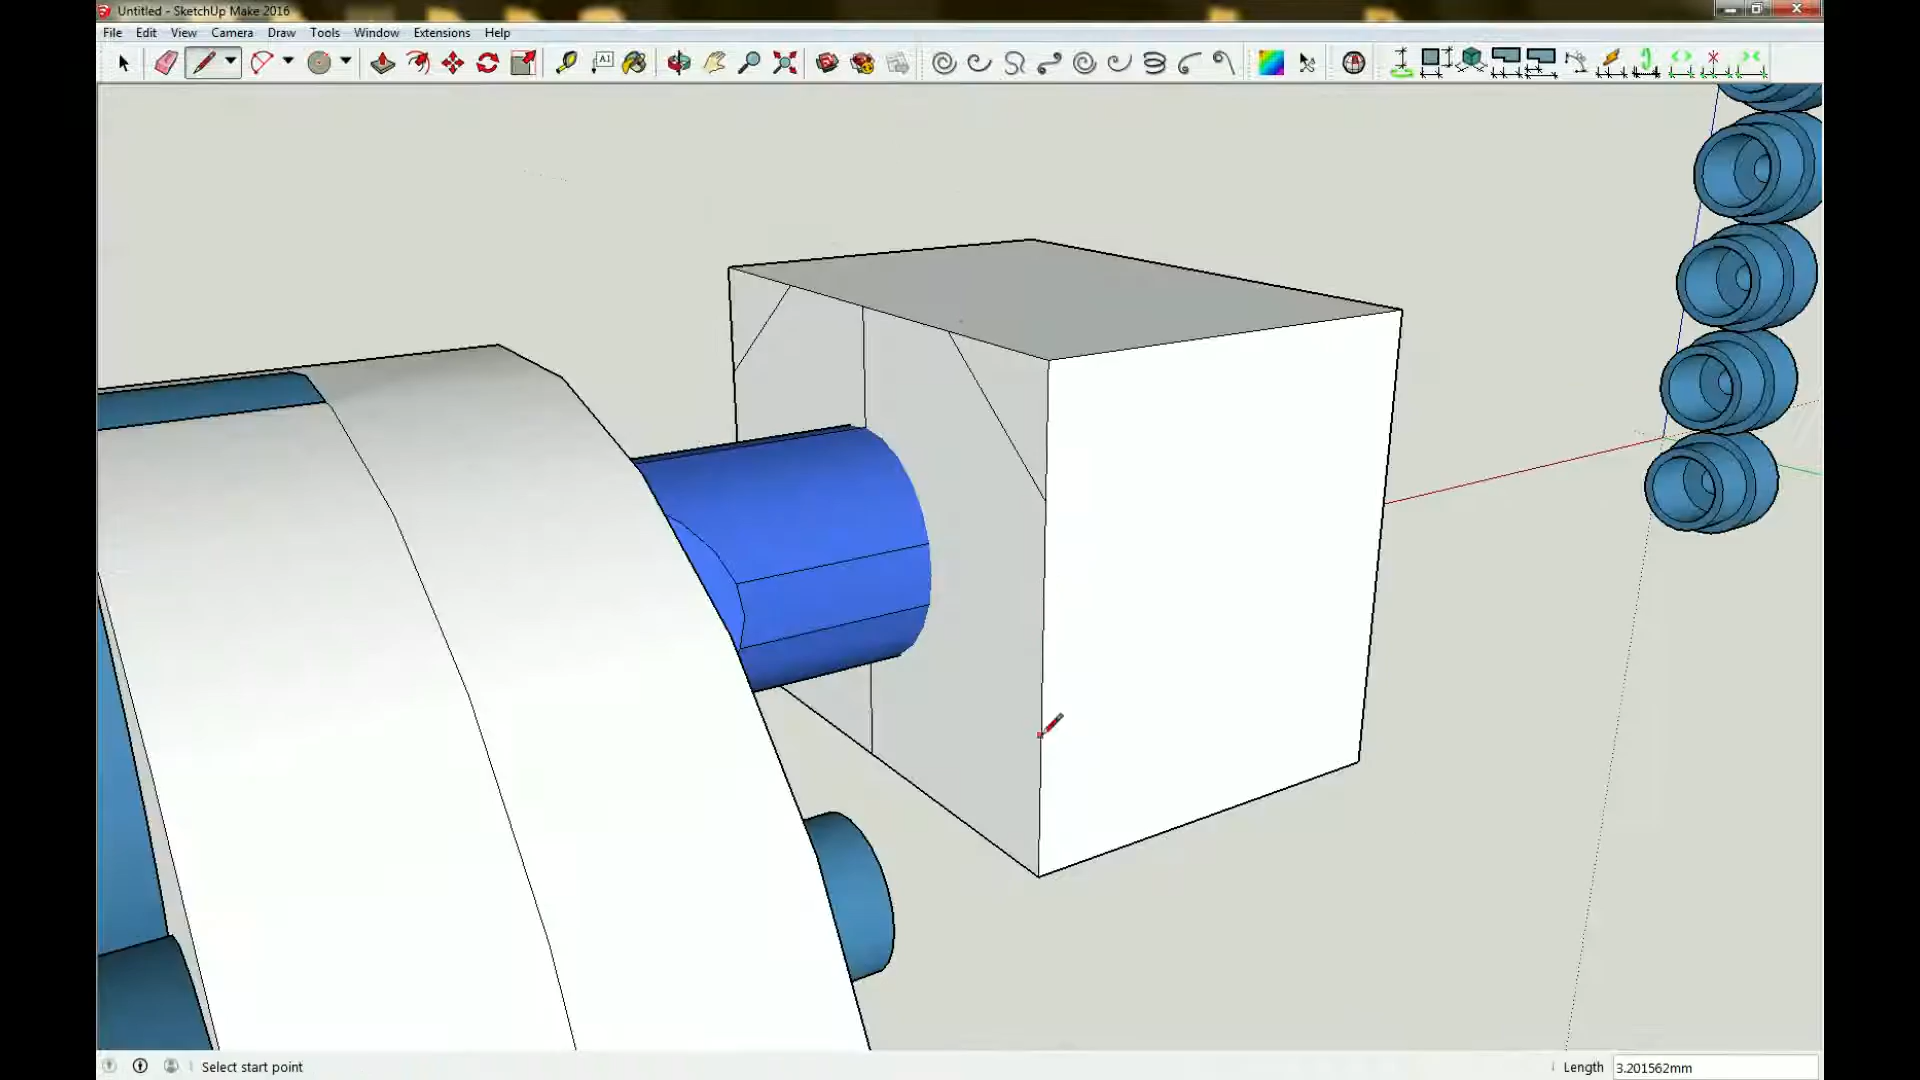 Untitled - SketchUp Make 2016
File Edit View Camera Draw Tools Window Extensions Help
A1
Select start point
Length 3.201562mm